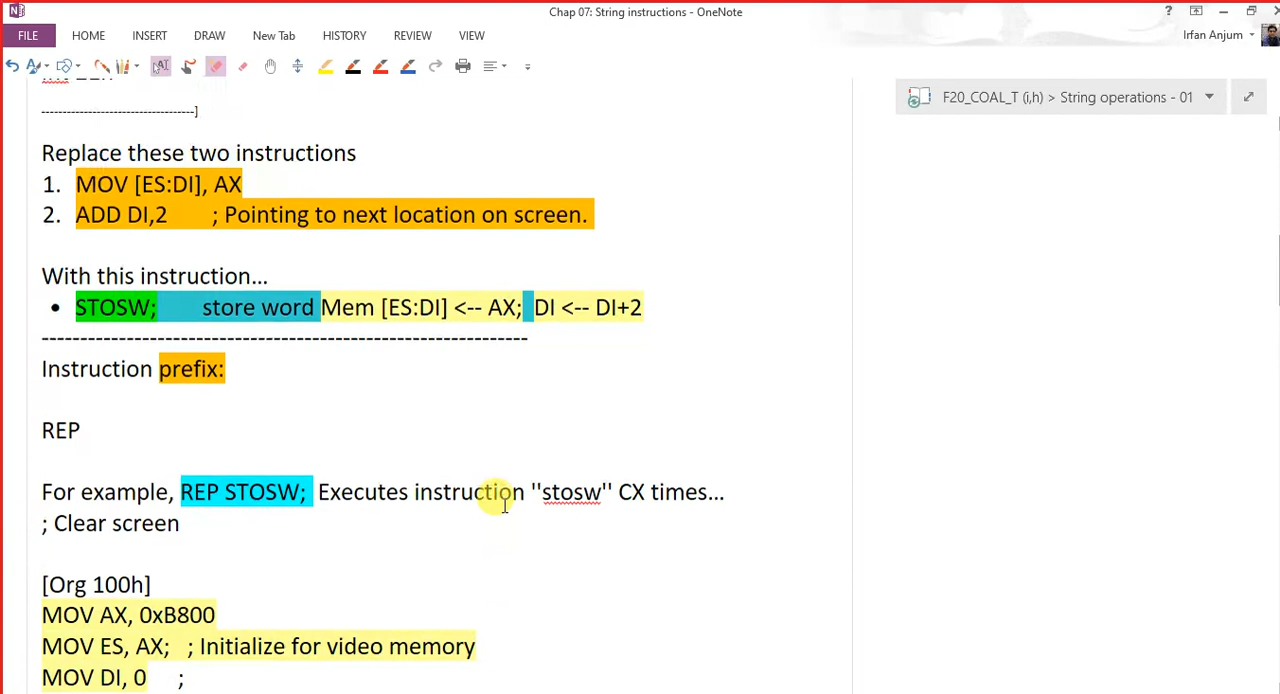 Chap 07: String instructions - OneNote
FILE HOME INSERT DRAW New Tab HISTORY REVIEW VIEW
Irfan Anjum
F20_COAL_T (i,h) > String operations - 01
-----------------------------------]
Replace these two instructions
1. MOV [ES:DI], AX
2. ADD DI,2 ; Pointing to next location on screen.
With this instruction...
• STOSW; store word Mem [ES:DI] <-- AX; DI <-- DI+2
-------------------------------------------------------------
Instruction prefix:
REP
For example, REP STOSW; Executes instruction "stosw" CX times...
; Clear screen
[Org 100h]
MOV AX, 0xB800
MOV ES, AX; ; Initialize for video memory
MOV DI, 0 ;